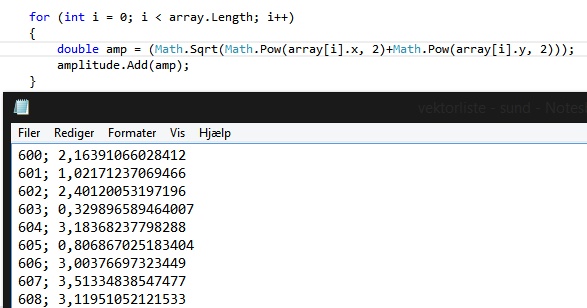 for (int i = 0; i < array.Length; i++)
{
double amp = (Math.Sqrt(Math.Pow(array[i].x, 2)+Math.Pow(array[i].y, 2)));
amplitude.Add(amp);
}
vektorliste - sund - Notes
Filer Rediger Formater Vis Hjælp
600; 2,16391066028412
601; 1,02171237069466
602; 2,40120053197196
603; 0,329896589464007
604; 3,18368237798288
605; 0,806867025183404
606; 3,00376697323449
607; 3,51334838547477
608; 3,11951052121533